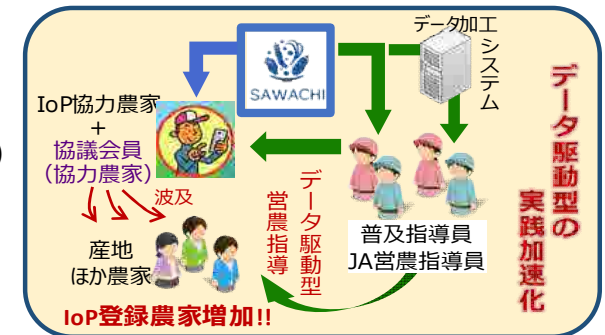 データ加工
システム
SAWACHI
IoP協力農家
+
協議会員
(協力農家)
波及
産地
ほか農家
IoP登録農家増加!!
データ駆動型
営農指導
普及指導員
JA営農指導員
データ駆動型の
実践加速化
)